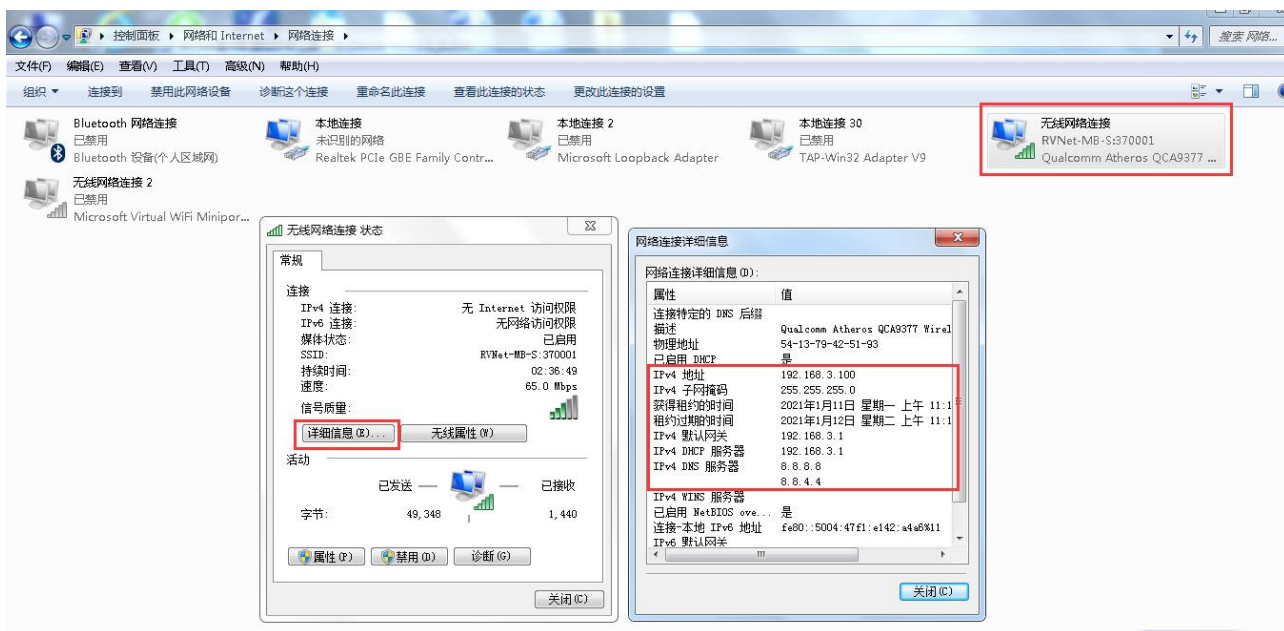 控制面板 ▸ 网络和 Internet ▸ 网络连接 ▸
搜索 网络...
文件(F) 编辑(E) 查看(V) 工具(T) 高级(N) 帮助(H)
组织 连接到 禁用此网络设备 诊断这个连接 重命名此连接 查看此连接的状态 更改此连接的设置
Bluetooth 网络连接
已禁用
Bluetooth 设备(个人区域网)
本地连接
未识别的网络
Realtek PCIe GBE Family Contr...
本地连接 2
已禁用
Microsoft Loopback Adapter
本地连接 30
已禁用
TAP-Win32 Adapter V9
无线网络连接
RVNet-MB-S:370001
Qualcomm Atheros QCA9377 ...
无线网络连接 2
已禁用
Microsoft Virtual WiFi Minipor...
无线网络连接 状态
常规
连接
IPv4 连接: 无 Internet 访问权限
IPv6 连接: 无网络访问权限
媒体状态: 已启用
SSID: RVNet-MB-S:370001
持续时间: 02:36:49
速度: 65.0 Mbps
信号质量:
详细信息(E)... 无线属性(W)
活动
已发送 — — 已接收
字节: 49,348 1,440
属性(P) 禁用(D) 诊断(G)
关闭(C)
网络连接详细信息
网络连接详细信息(D):
属性 值
连接特定的 DNS 后缀
描述 Qualcomm Atheros QCA9377 Wirel
物理地址 54-13-79-42-51-93
已启用 DHCP 是
IPv4 地址 192.168.3.100
IPv4 子网掩码 255.255.255.0
获得租约的时间 2021年1月11日 星期一 上午 11:1
租约过期的时间 2021年1月12日 星期二 上午 11:1
IPv4 默认网关 192.168.3.1
IPv4 DHCP 服务器 192.168.3.1
IPv4 DNS 服务器 8.8.8.8
8.8.4.4
IPv4 WINS 服务器
已启用 NetBIOS ove... 是
连接-本地 IPv6 地址 fe80::5004:47f1:e142:a4a6%11
IPv6 默认网关
关闭(C)